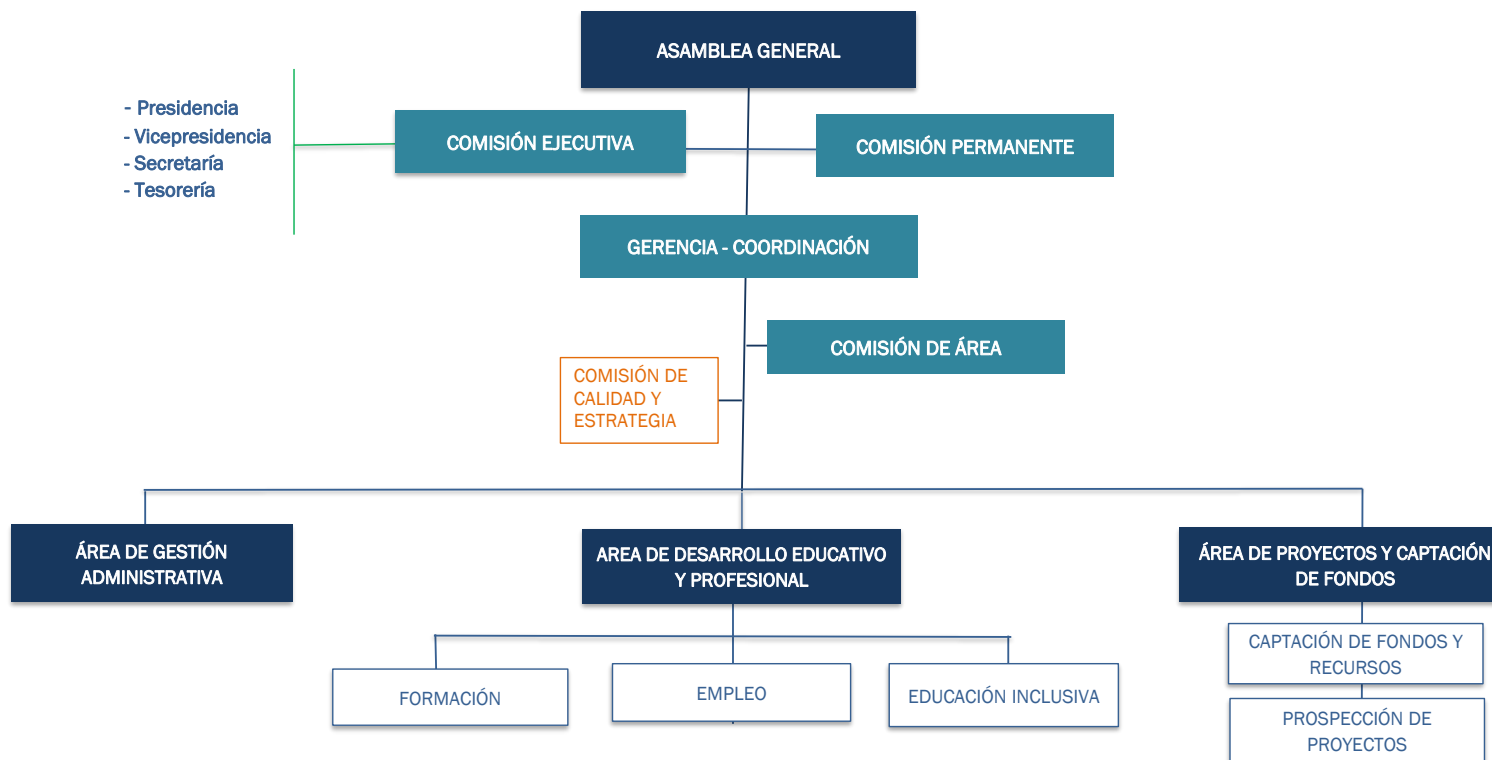 ASAMBLEA GENERAL
- Presidencia
- Vicepresidencia
- Secretaría
- Tesorería
COMISIÓN EJECUTIVA
COMISIÓN PERMANENTE
GERENCIA - COORDINACIÓN
COMISIÓN DE ÁREA
COMISIÓN DE
CALIDAD Y
ESTRATEGIA
ÁREA DE GESTIÓN
ADMINISTRATIVA
AREA DE DESARROLLO EDUCATIVO
Y PROFESIONAL
ÁREA DE PROYECTOS Y CAPTACIÓN
DE FONDOS
FORMACIÓN
EMPLEO
EDUCACIÓN INCLUSIVA
CAPTACIÓN DE FONDOS Y
RECURSOS
PROSPECCIÓN DE
PROYECTOS